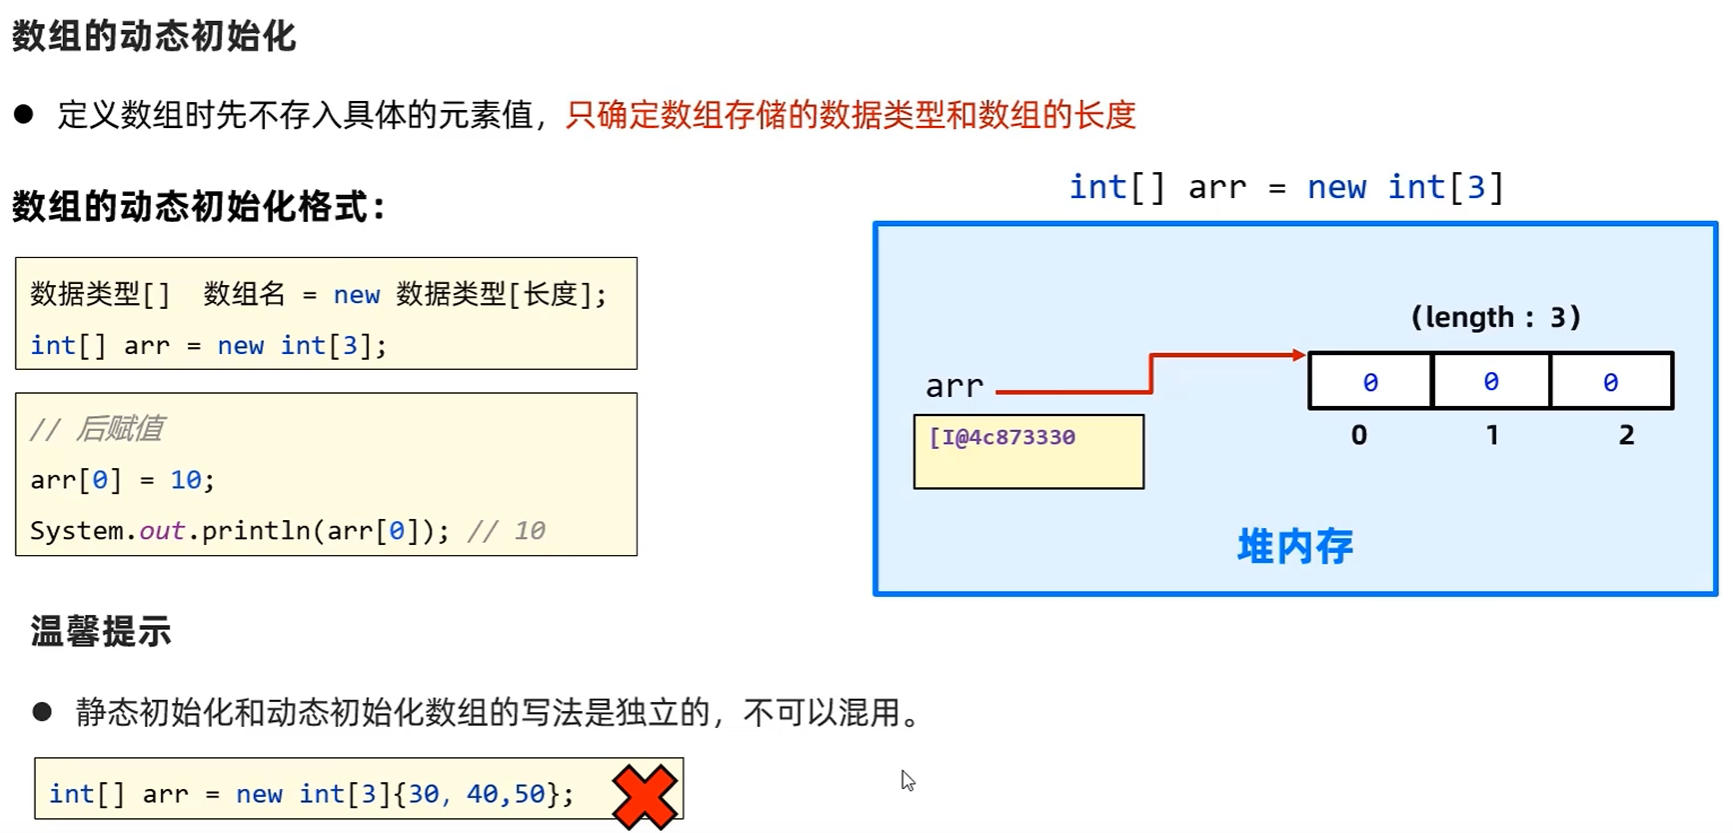 数组的动态初始化
● 定义数组时先不存入具体的元素值，只确定数组存储的数据类型和数组的长度
数组的动态初始化格式：
数据类型[]  数组名 = new 数据类型[长度];
int[] arr = new int[3];
// 后赋值
arr[0] = 10;
System.out.println(arr[0]); // 10
int[] arr = new int[3]
(length : 3)
arr
0 0 0
0 1 2
[I@4c873330
堆内存
温馨提示
● 静态初始化和动态初始化数组的写法是独立的，不可以混用。
int[] arr = new int[3]{30, 40,50};